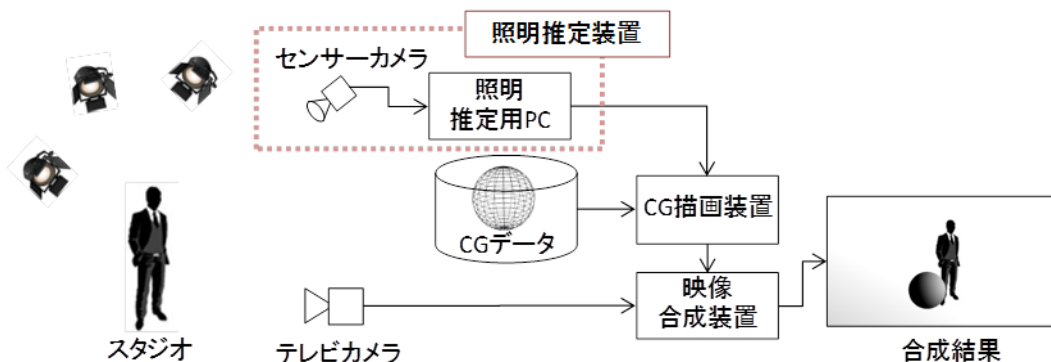 照明推定装置
センサーカメラ
照明
推定用PC
CG描画装置
CGデータ
映像
合成装置
スタジオ
テレビカメラ
合成結果